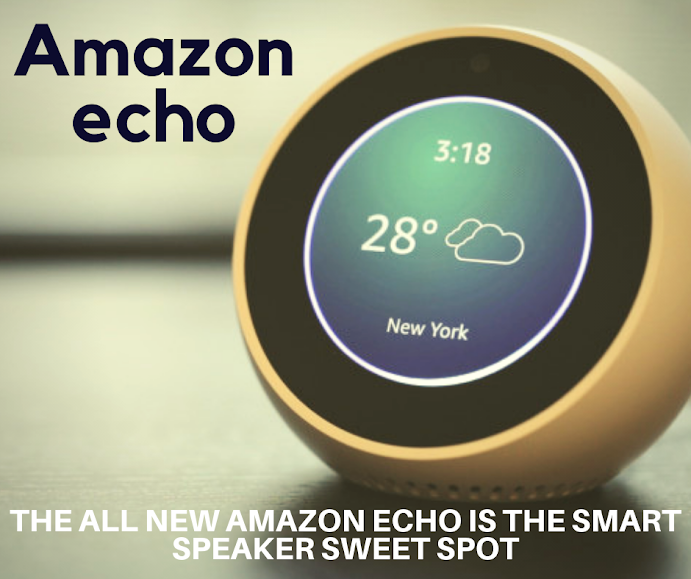 Amazon
echo
3:18
28°
New York
THE ALL NEW AMAZON ECHO IS THE SMART
SPEAKER SWEET SPOT